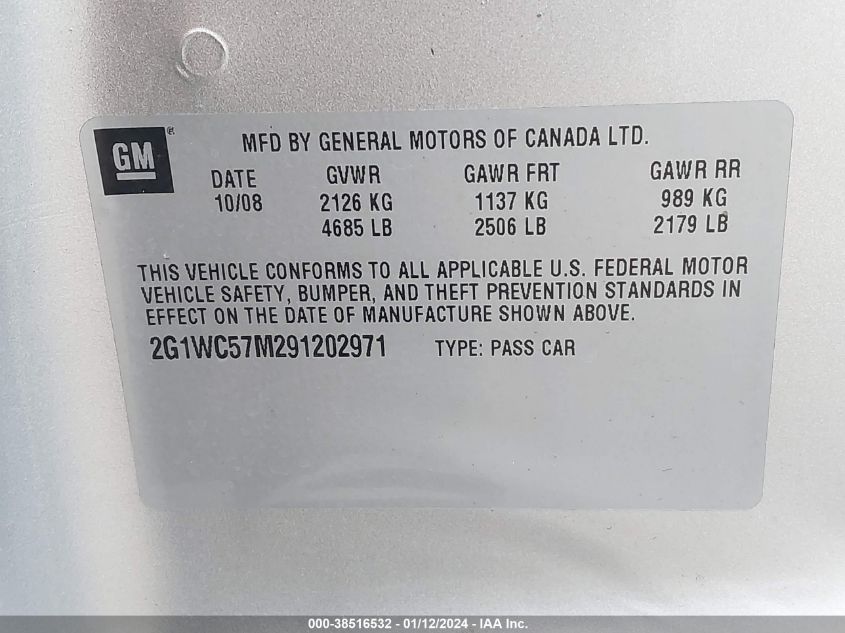 GM®
MFD BY GENERAL MOTORS OF CANADA LTD.
DATE GVWR GAWR FRT GAWR RR
10/08 2126 KG 1137 KG 989 KG
4685 LB 2506 LB 2179 LB
THIS VEHICLE CONFORMS TO ALL APPLICABLE U.S. FEDERAL MOTOR
VEHICLE SAFETY, BUMPER, AND THEFT PREVENTION STANDARDS IN
EFFECT ON THE DATE OF MANUFACTURE SHOWN ABOVE.
2G1WC57M291202971 TYPE: PASS CAR
000-38516532 - 01/12/2024 - IAA Inc.